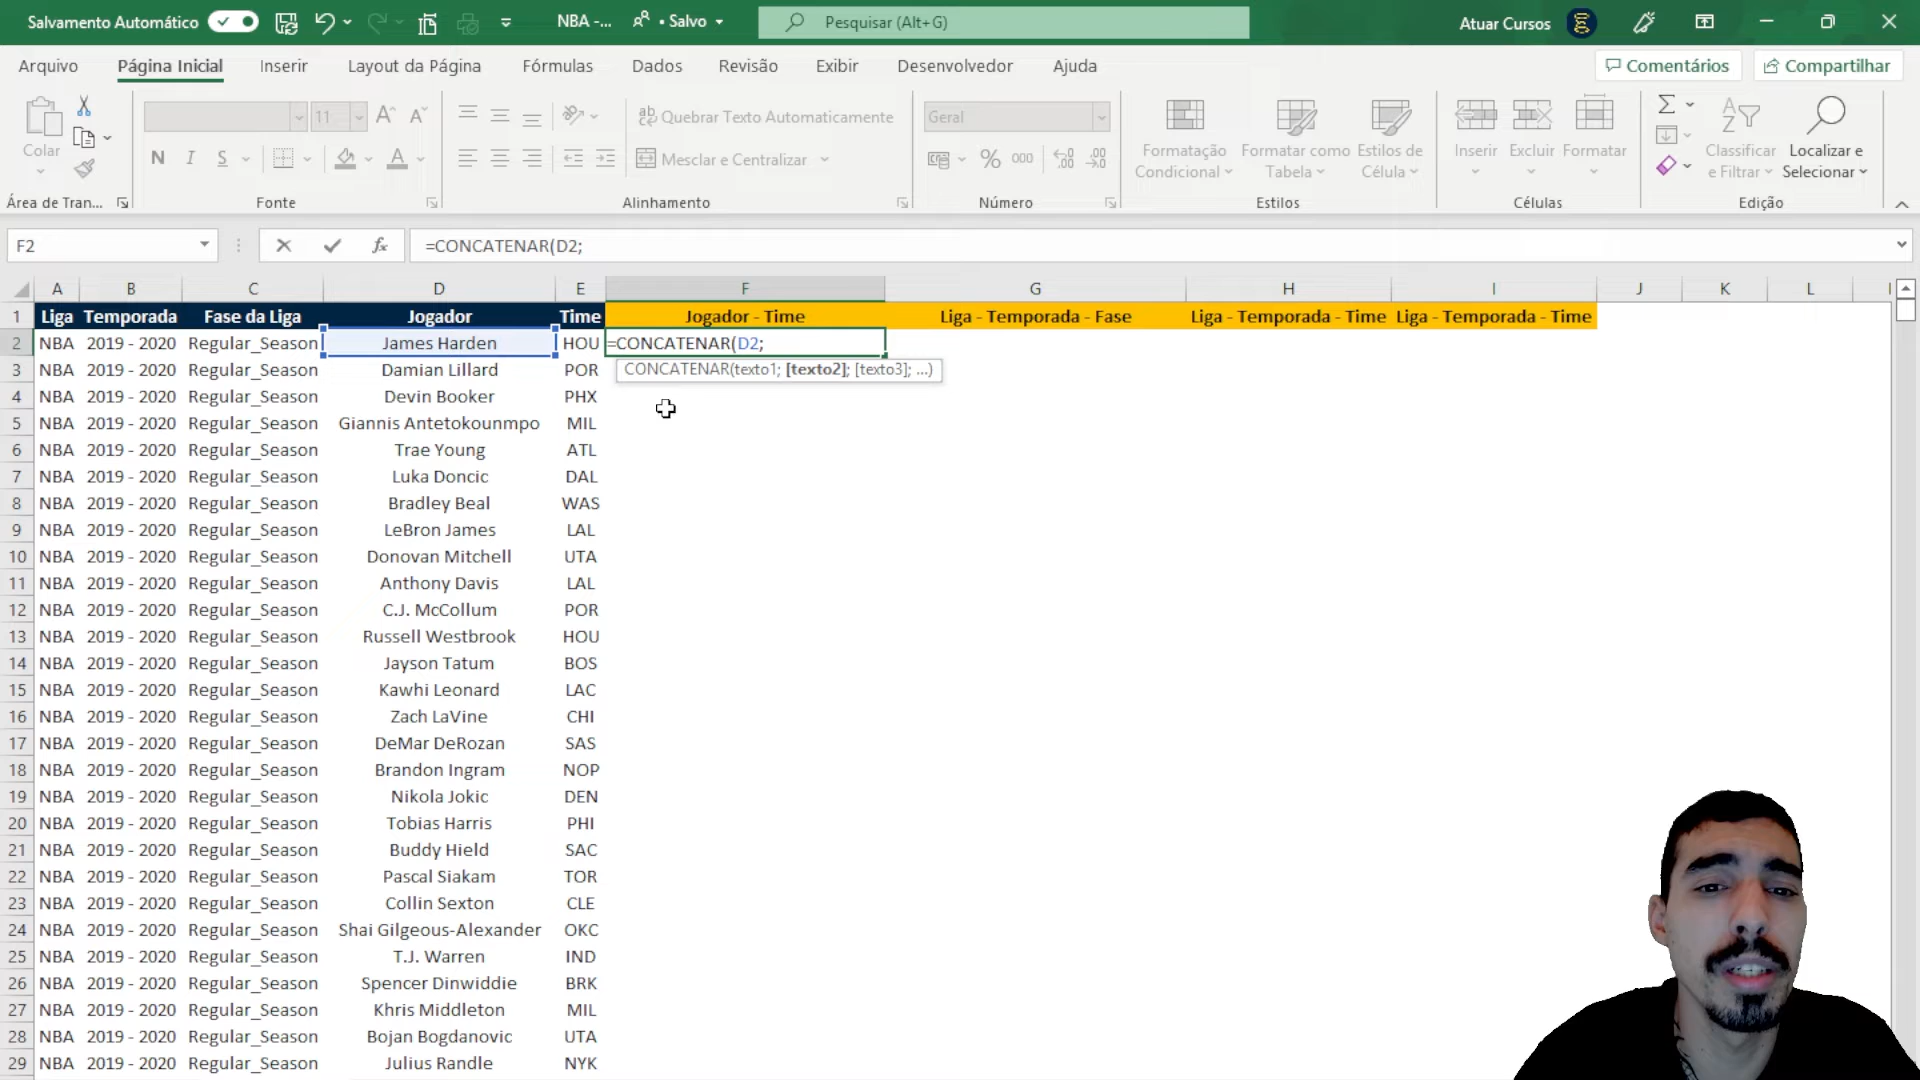 Salvamento Automático
NBA -... • Salvo
Pesquisar (Alt+G)
Atuar Cursos
Arquivo Página Inicial Inserir Layout da Página Fórmulas Dados Revisão Exibir Desenvolvedor Ajuda
Comentários Compartilhar
Colar
11
N I S
A
ab Quebrar Texto Automaticamente
Mesclar e Centralizar
Geral
% 000
Formatação Condicional
Formatar como Tabela
Estilos de Célula
Inserir Excluir Formatar
Classificar e Filtrar
Localizar e Selecionar
Área de Tran... Fonte Alinhamento Número Estilos Células Edição
F2 fx =CONCATENAR(D2;
A B C D E F G H I J K L
1 Liga Temporada Fase da Liga Jogador Time Jogador - Time Liga - Temporada - Fase Liga - Temporada - Time Liga - Temporada - Time
2 NBA 2019 - 2020 Regular_Season James Harden HOU =CONCATENAR(D2;
CONCATENAR(texto1; [texto2]; [texto3]; ...)
3 NBA 2019 - 2020 Regular_Season Damian Lillard POR
4 NBA 2019 - 2020 Regular_Season Devin Booker PHX
5 NBA 2019 - 2020 Regular_Season Giannis Antetokounmpo MIL
6 NBA 2019 - 2020 Regular_Season Trae Young ATL
7 NBA 2019 - 2020 Regular_Season Luka Doncic DAL
8 NBA 2019 - 2020 Regular_Season Bradley Beal WAS
9 NBA 2019 - 2020 Regular_Season LeBron James LAL
10 NBA 2019 - 2020 Regular_Season Donovan Mitchell UTA
11 NBA 2019 - 2020 Regular_Season Anthony Davis LAL
12 NBA 2019 - 2020 Regular_Season C.J. McCollum POR
13 NBA 2019 - 2020 Regular_Season Russell Westbrook HOU
14 NBA 2019 - 2020 Regular_Season Jayson Tatum BOS
15 NBA 2019 - 2020 Regular_Season Kawhi Leonard LAC
16 NBA 2019 - 2020 Regular_Season Zach LaVine CHI
17 NBA 2019 - 2020 Regular_Season DeMar DeRozan SAS
18 NBA 2019 - 2020 Regular_Season Brandon Ingram NOP
19 NBA 2019 - 2020 Regular_Season Nikola Jokic DEN
20 NBA 2019 - 2020 Regular_Season Tobias Harris PHI
21 NBA 2019 - 2020 Regular_Season Buddy Hield SAC
22 NBA 2019 - 2020 Regular_Season Pascal Siakam TOR
23 NBA 2019 - 2020 Regular_Season Collin Sexton CLE
24 NBA 2019 - 2020 Regular_Season Shai Gilgeous-Alexander OKC
25 NBA 2019 - 2020 Regular_Season T.J. Warren IND
26 NBA 2019 - 2020 Regular_Season Spencer Dinwiddie BRK
27 NBA 2019 - 2020 Regular_Season Khris Middleton MIL
28 NBA 2019 - 2020 Regular_Season Bojan Bogdanovic UTA
29 NBA 2019 - 2020 Regular_Season Julius Randle NYK